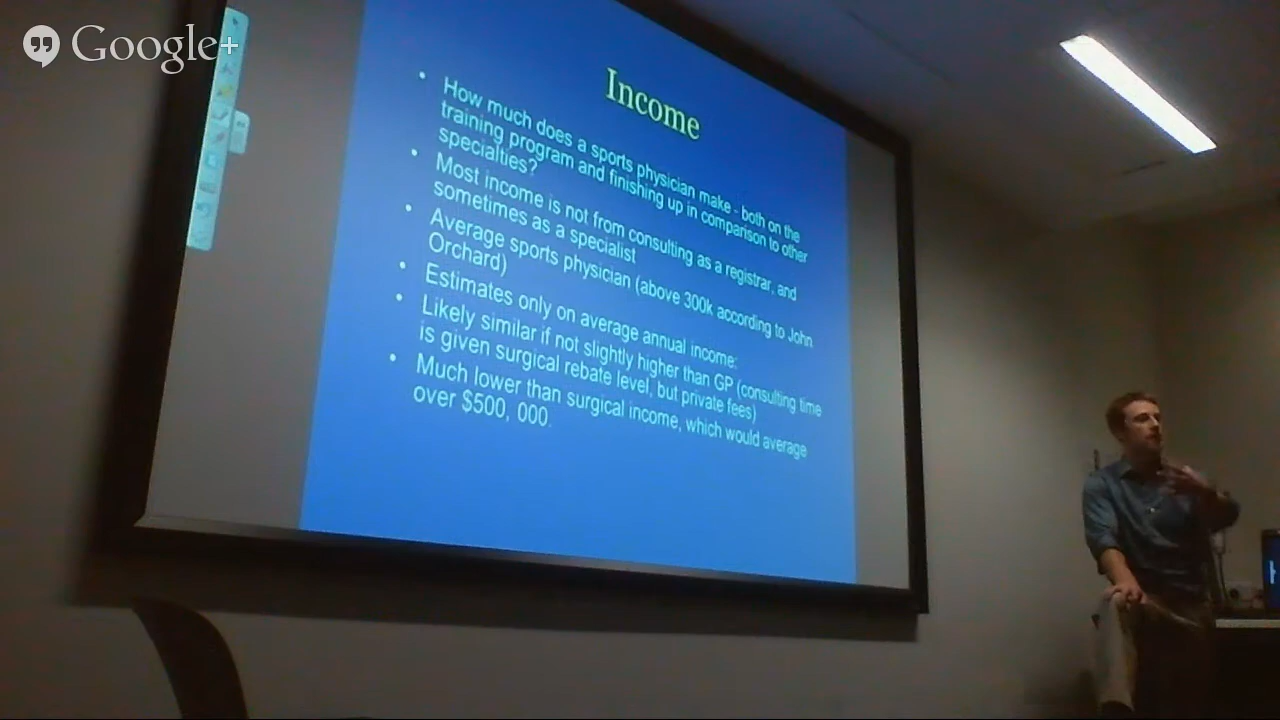 Google+
Income
• How much does a sports physician make - both on the
training program and finishing up in comparison to other
specialties?
• Most income is not from consulting as a registrar, and
sometimes as a specialist
• Average sports physician (above 300k according to John
Orchard)
• Estimates only on average annual income:
• Likely similar if not slightly higher than GP (consulting time
is given surgical rebate level, but private fees)
• Much lower than surgical income, which would average
over $500, 000.